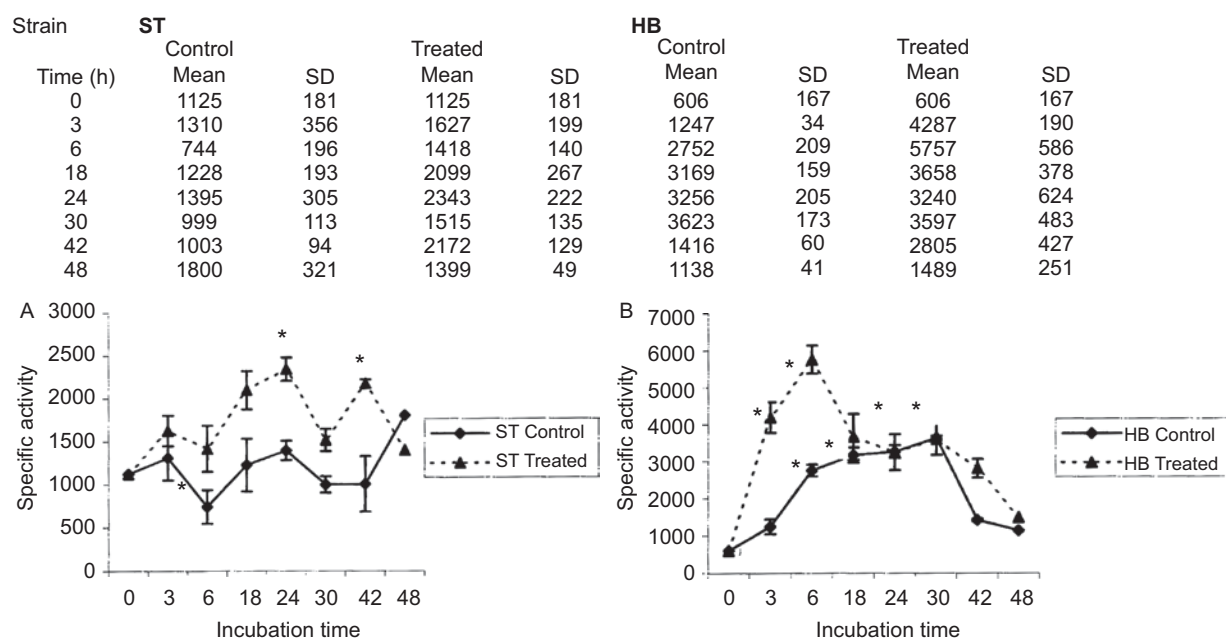 Strain ST HB
Control Treated Control Treated
Time (h) Mean SD Mean SD Mean SD Mean SD
0 1125 181 1125 181 606 167 606 167
3 1310 356 1627 199 1247 34 4287 190
6 744 196 1418 140 2752 209 5757 586
18 1228 193 2099 267 3169 159 3658 378
24 1395 305 2343 222 3256 205 3240 624
30 999 113 1515 135 3623 173 3597 483
42 1003 94 2172 129 1416 60 2805 427
48 1800 321 1399 49 1138 41 1489 251
A
Specific activity
3000
2500
2000
1500
1000
500
0
* * *
0 3 6 18 24 30 42 48
Incubation time
ST Control
ST Treated
B
Specific activity
7000
6000
5000
4000
3000
2000
1000
0
* * * * * *
0 3 6 18 24 30 42 48
Incubation time
HB Control
HB Treated